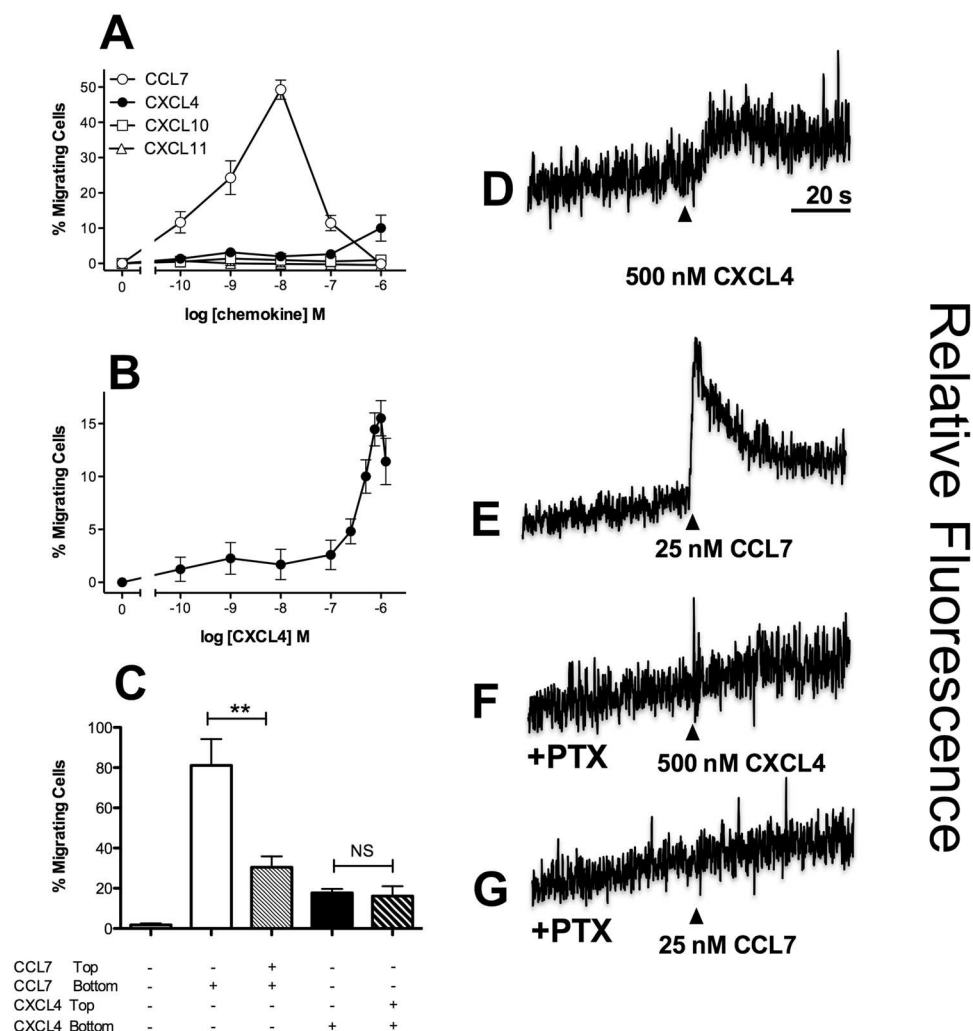 A
CCL7
CXCL4
CXCL10
CXCL11
% Migrating Cells
50
40
30
20
10
0
0 -10 -9 -8 -7 -6
log [chemokine] M
B
% Migrating Cells
15
10
5
0
0 -10 -9 -8 -7 -6
log [CXCL4] M
C
% Migrating Cells
100
80
60
40
20
0
**
NS
CCL7 Top - - + - -
CCL7 Bottom - + + - -
CXCL4 Top - - - - +
CXCL4 Bottom - - - + +
D
20 s
500 nM CXCL4
E
25 nM CCL7
F
+PTX
500 nM CXCL4
G
+PTX
25 nM CCL7
Relative Fluorescence